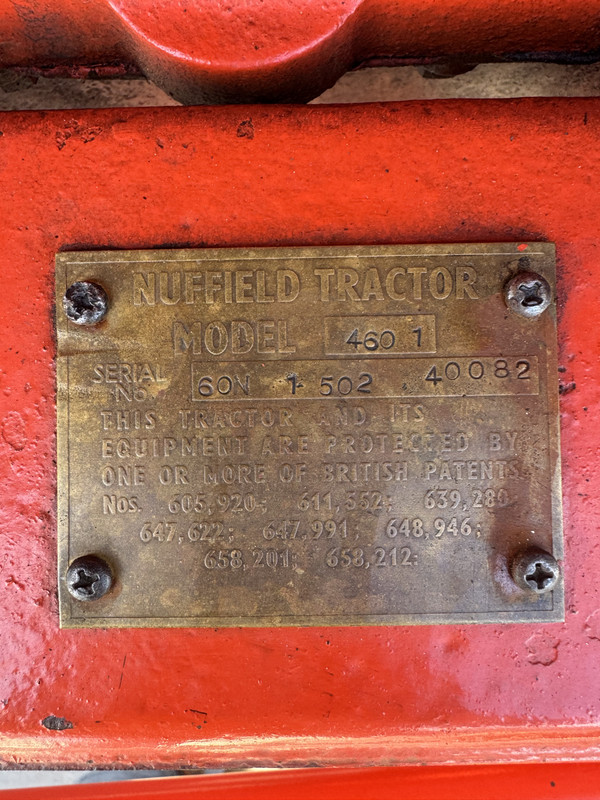 NUFFIELD TRACTOR
MODEL 460 1
SERIAL No. 60N 1 502 40082
THIS TRACTOR AND ITS
EQUIPMENT ARE PROTECTED BY
ONE OR MORE OF BRITISH PATENTS
Nos. 605,920; 611,552; 639,280
647,622; 647,991; 648,946;
658,201; 658,212.